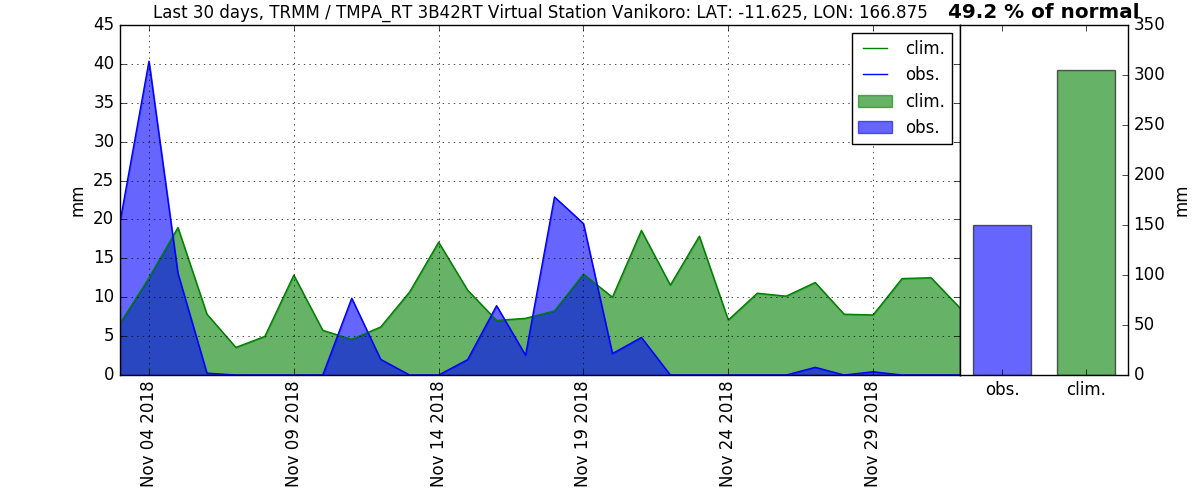 Last 30 days, TRMM / TMPA_RT 3B42RT Virtual Station Vanikoro: LAT: -11.625, LON: 166.875
49.2 % of normal
mm
45
40
35
30
25
20
15
10
5
0
clim.
obs.
clim.
obs.
Nov 04 2018
Nov 09 2018
Nov 14 2018
Nov 19 2018
Nov 24 2018
Nov 29 2018
350
300
250
200
150
100
50
0
mm
obs.
clim.